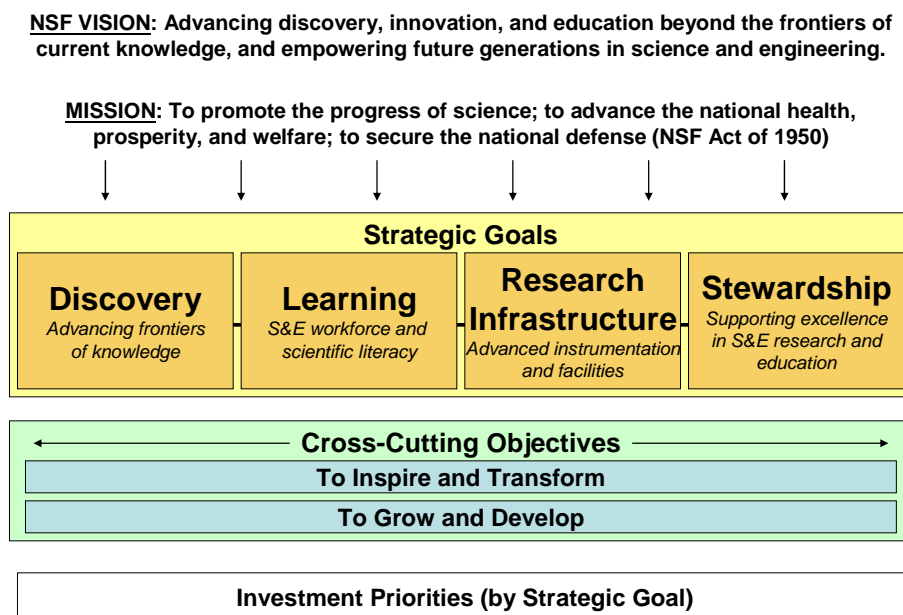 NSF VISION: Advancing discovery, innovation, and education beyond the frontiers of
current knowledge, and empowering future generations in science and engineering.
MISSION: To promote the progress of science; to advance the national health,
prosperity, and welfare; to secure the national defense (NSF Act of 1950)
Strategic Goals
Discovery
Advancing frontiers
of knowledge
Learning
S&E workforce and
scientific literacy
Research
Infrastructure
Advanced instrumentation
and facilities
Stewardship
Supporting excellence
in S&E research and
education
Cross-Cutting Objectives
To Inspire and Transform
To Grow and Develop
Investment Priorities (by Strategic Goal)